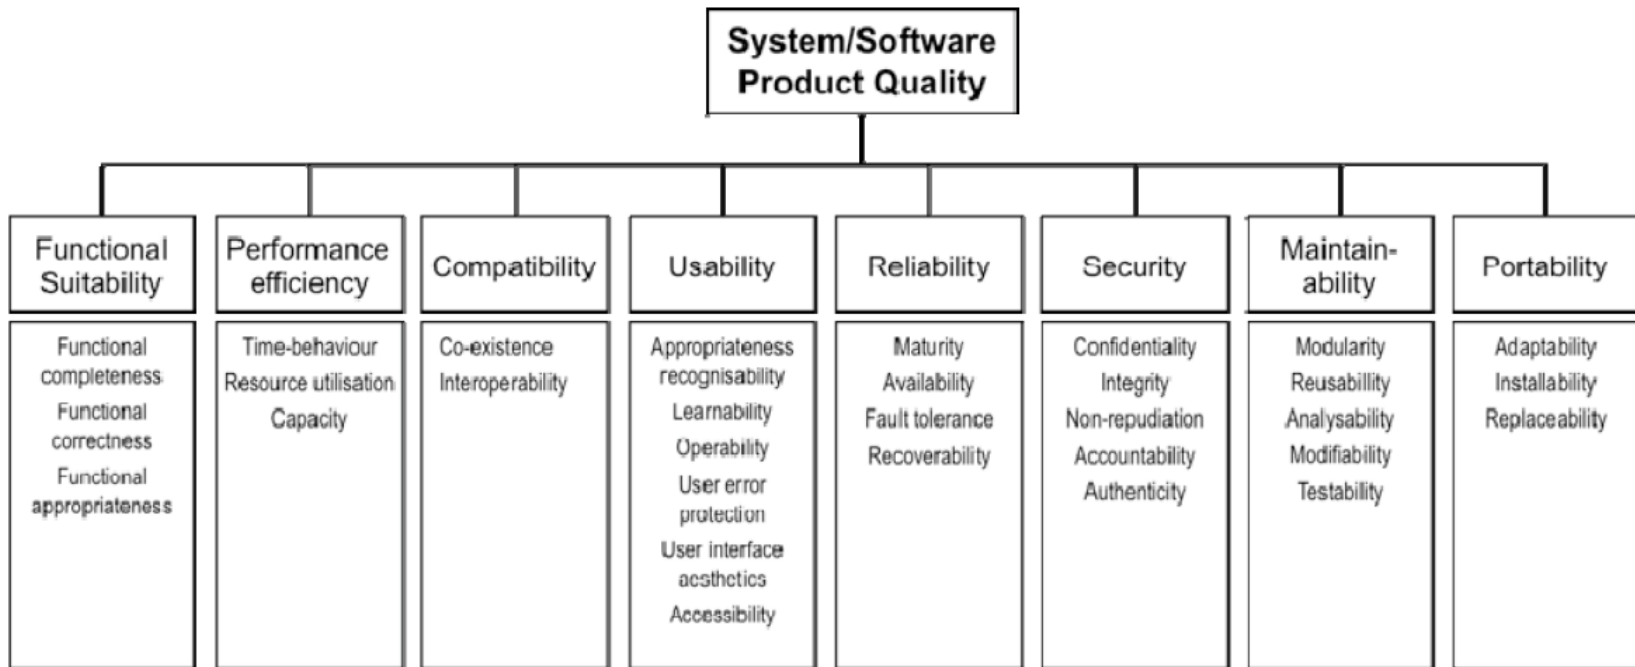 System/Software
Product Quality
Functional
Suitability
Performance
efficiency
Compatibility
Usability
Reliability
Security
Maintain-
ability
Portability
Functional
completeness
Functional
correctness
Functional
appropriateness
Time-behaviour
Resource utilisation
Capacity
Co-existence
Interoperability
Appropriateness
recognisability
Learnability
Operability
User error
protection
User interface
aesthetics
Accessibility
Maturity
Availability
Fault tolerance
Recoverability
Confidentiality
Integrity
Non-repudiation
Accountability
Authenticity
Modularity
Reusabillity
Analysability
Modifiability
Testability
Adaptability
Installability
Replaceability